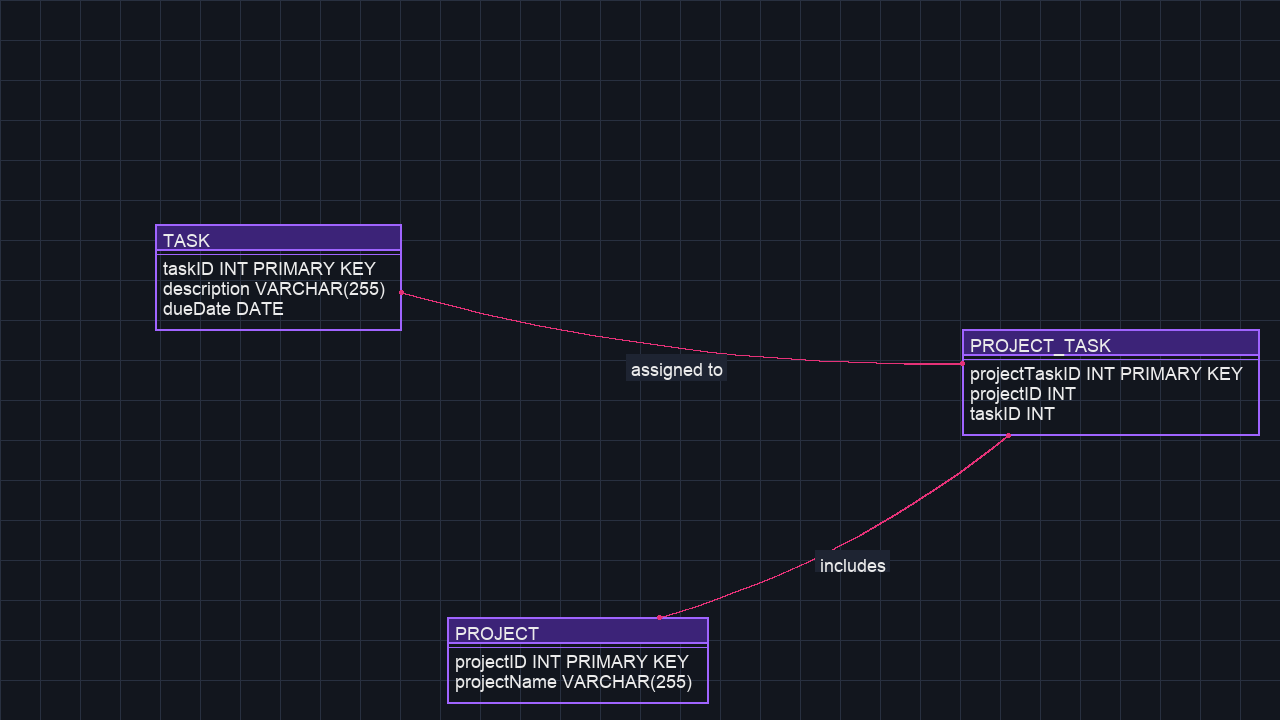 TASK
taskID INT PRIMARY KEY
description VARCHAR(255)
dueDate DATE
PROJECT_TASK
projectTaskID INT PRIMARY KEY
projectID INT
taskID INT
assigned to
includes
PROJECT
projectID INT PRIMARY KEY
projectName VARCHAR(255)